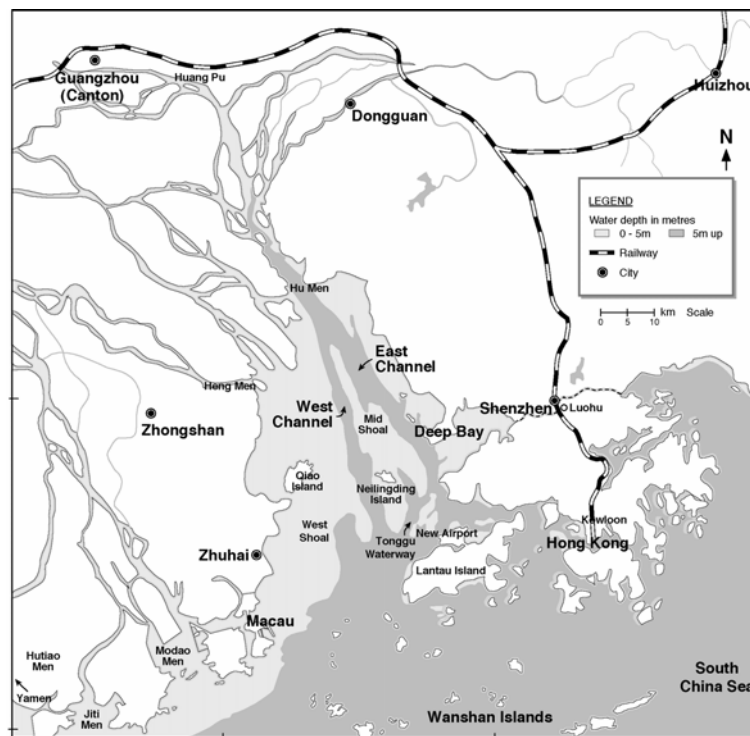 Guangzhou
(Canton)
Huang Pu
Dongguan
Huizhou
N
LEGEND
Water depth in metres
0 - 5m
5m up
Railway
City
0 5 10 km Scale
Hu Men
East
Channel
Heng Men
West
Channel
Mid
Shoal
Zhongshan
Shenzhen
Luohu
Deep Bay
Qiao
Island
Neilingding
Island
West
Shoal
Tonggu
Waterway
New Airport
Kowloon
Hong Kong
Zhuhai
Lantau Island
Macau
Hutiao
Men
Modao
Men
Yamen
Jiti
Men
South
China Sea
Wanshan Islands